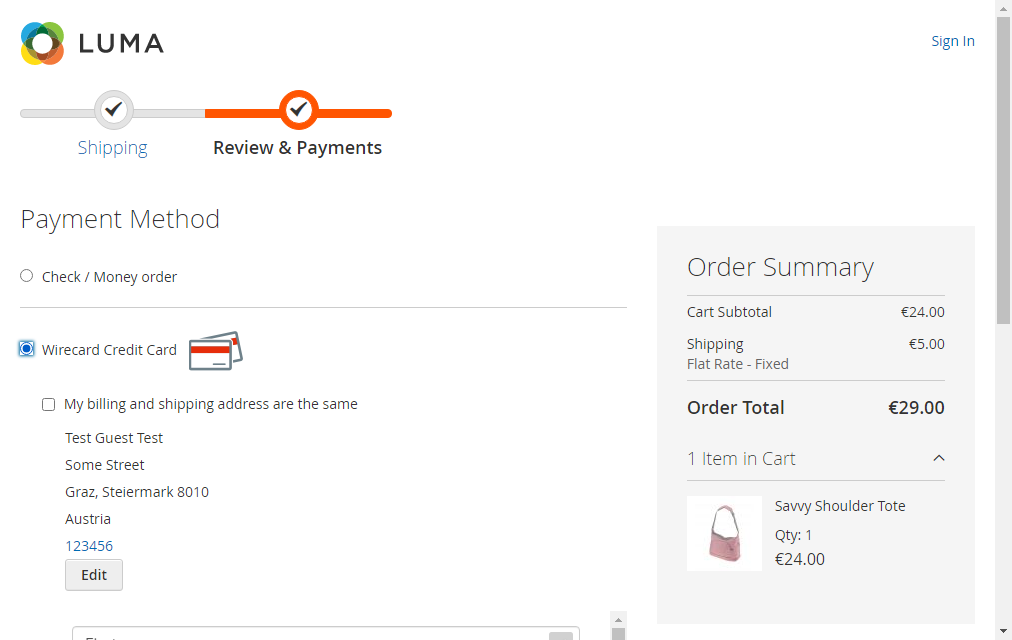 LUMA
Sign In
Shipping
Review & Payments
Payment Method
Check / Money order
Wirecard Credit Card
My billing and shipping address are the same
Test Guest Test
Some Street
Graz, Steiermark 8010
Austria
123456
Edit
Order Summary
Cart Subtotal €24.00
Shipping €5.00
Flat Rate - Fixed
Order Total €29.00
1 Item in Cart
Savvy Shoulder Tote
Qty: 1
€24.00